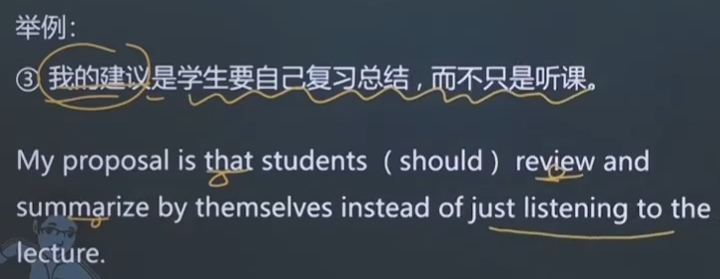 举例：
③ 我的建议是学生要自己复习总结，而不只是听课。
My proposal is that students（should）review and
summarize by themselves instead of just listening to the
lecture.